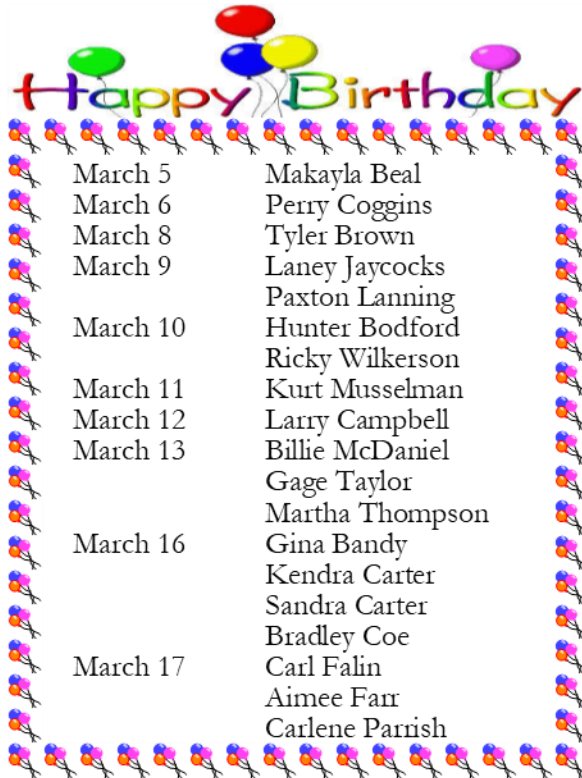 Happy Birthday
March 5 Makayla Beal
March 6 Perry Coggins
March 8 Tyler Brown
March 9 Laney Jaycocks
Paxton Lanning
March 10 Hunter Bodford
Ricky Wilkerson
March 11 Kurt Musselman
March 12 Larry Campbell
March 13 Billie McDaniel
Gage Taylor
Martha Thompson
March 16 Gina Bandy
Kendra Carter
Sandra Carter
Bradley Coe
March 17 Carl Falin
Aimee Farr
Carlene Parrish